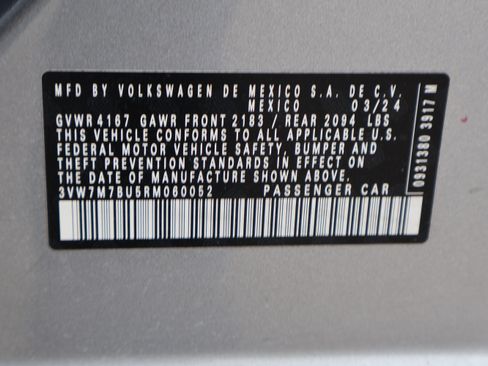 MFD BY VOLKSWAGEN DE MEXICO S.A. DE C.V.
MEXICO 03/24
GVWR 4167 GAWR FRONT 2183 / REAR 2094 LBS
THIS VEHICLE CONFORMS TO ALL APPLICABLE U.S.
FEDERAL MOTOR VEHICLE SAFETY, BUMPER AND
THEFT PREVENTION STANDARDS IN EFFECT ON
THE DATE OF MANUFACTURE SHOWN ABOVE.
3VW7M7BU5RM060052 PASSENGER CAR
0931380 3917 M